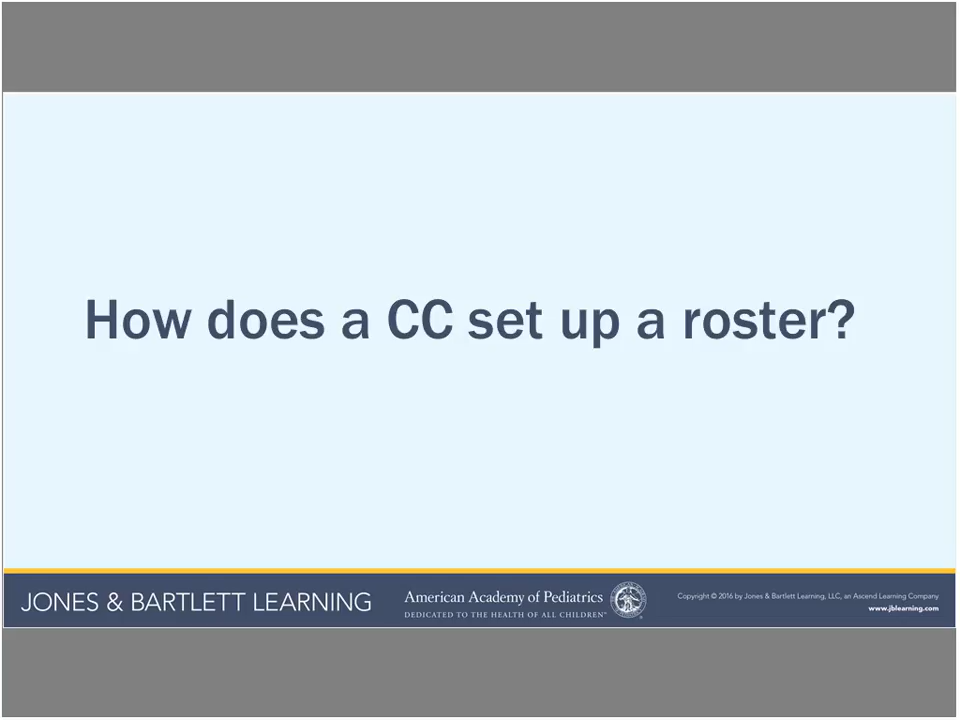 How does a CC set up a roster?
JONES & BARTLETT LEARNING
American Academy of Pediatrics
DEDICATED TO THE HEALTH OF ALL CHILDREN™
Copyright © 2016 by Jones & Bartlett Learning, LLC, an Ascend Learning Company
www.jblearning.com